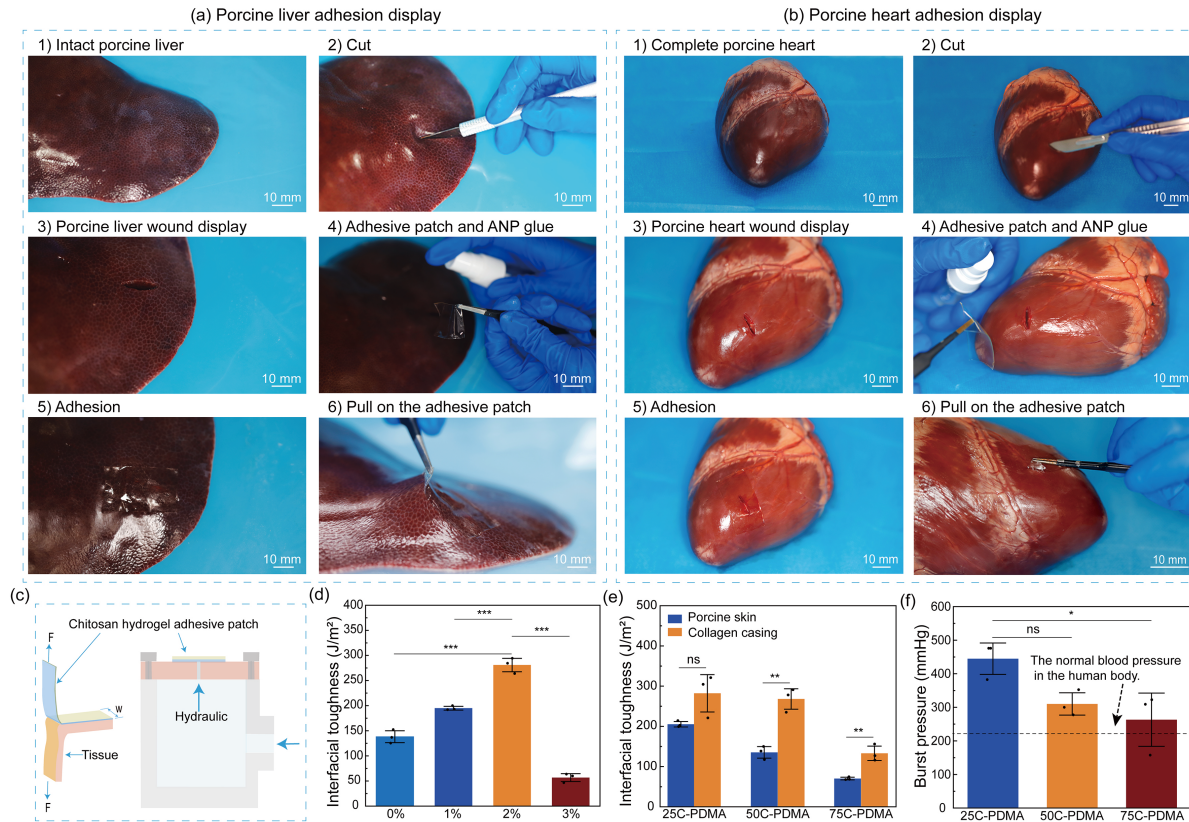 (a) Porcine liver adhesion display
(b) Porcine heart adhesion display
1) Intact porcine liver
2) Cut
1) Complete porcine heart
2) Cut
10 mm
10 mm
10 mm
10 mm
3) Porcine liver wound display
4) Adhesive patch and ANP glue
3) Porcine heart wound display
4) Adhesive patch and ANP glue
10 mm
10 mm
10 mm
10 mm
5) Adhesion
6) Pull on the adhesive patch
5) Adhesion
6) Pull on the adhesive patch
10 mm
10 mm
10 mm
10 mm
(c)
Chitosan hydrogel adhesive patch
F
w
Hydraulic
Tissue
F
(d)
Interfacial toughness (J/m²)
400
350
300
250
200
150
100
50
0
***
***
***
0%
1%
2%
3%
(e)
Interfacial toughness (J/m²)
500
400
300
200
100
0
Porcine skin
Collagen casing
ns
**
**
25C-PDMA
50C-PDMA
75C-PDMA
(f)
Burst pressure (mmHg)
600
500
400
300
200
100
0
*
ns
The normal blood pressure
in the human body.
25C-PDMA
50C-PDMA
75C-PDMA